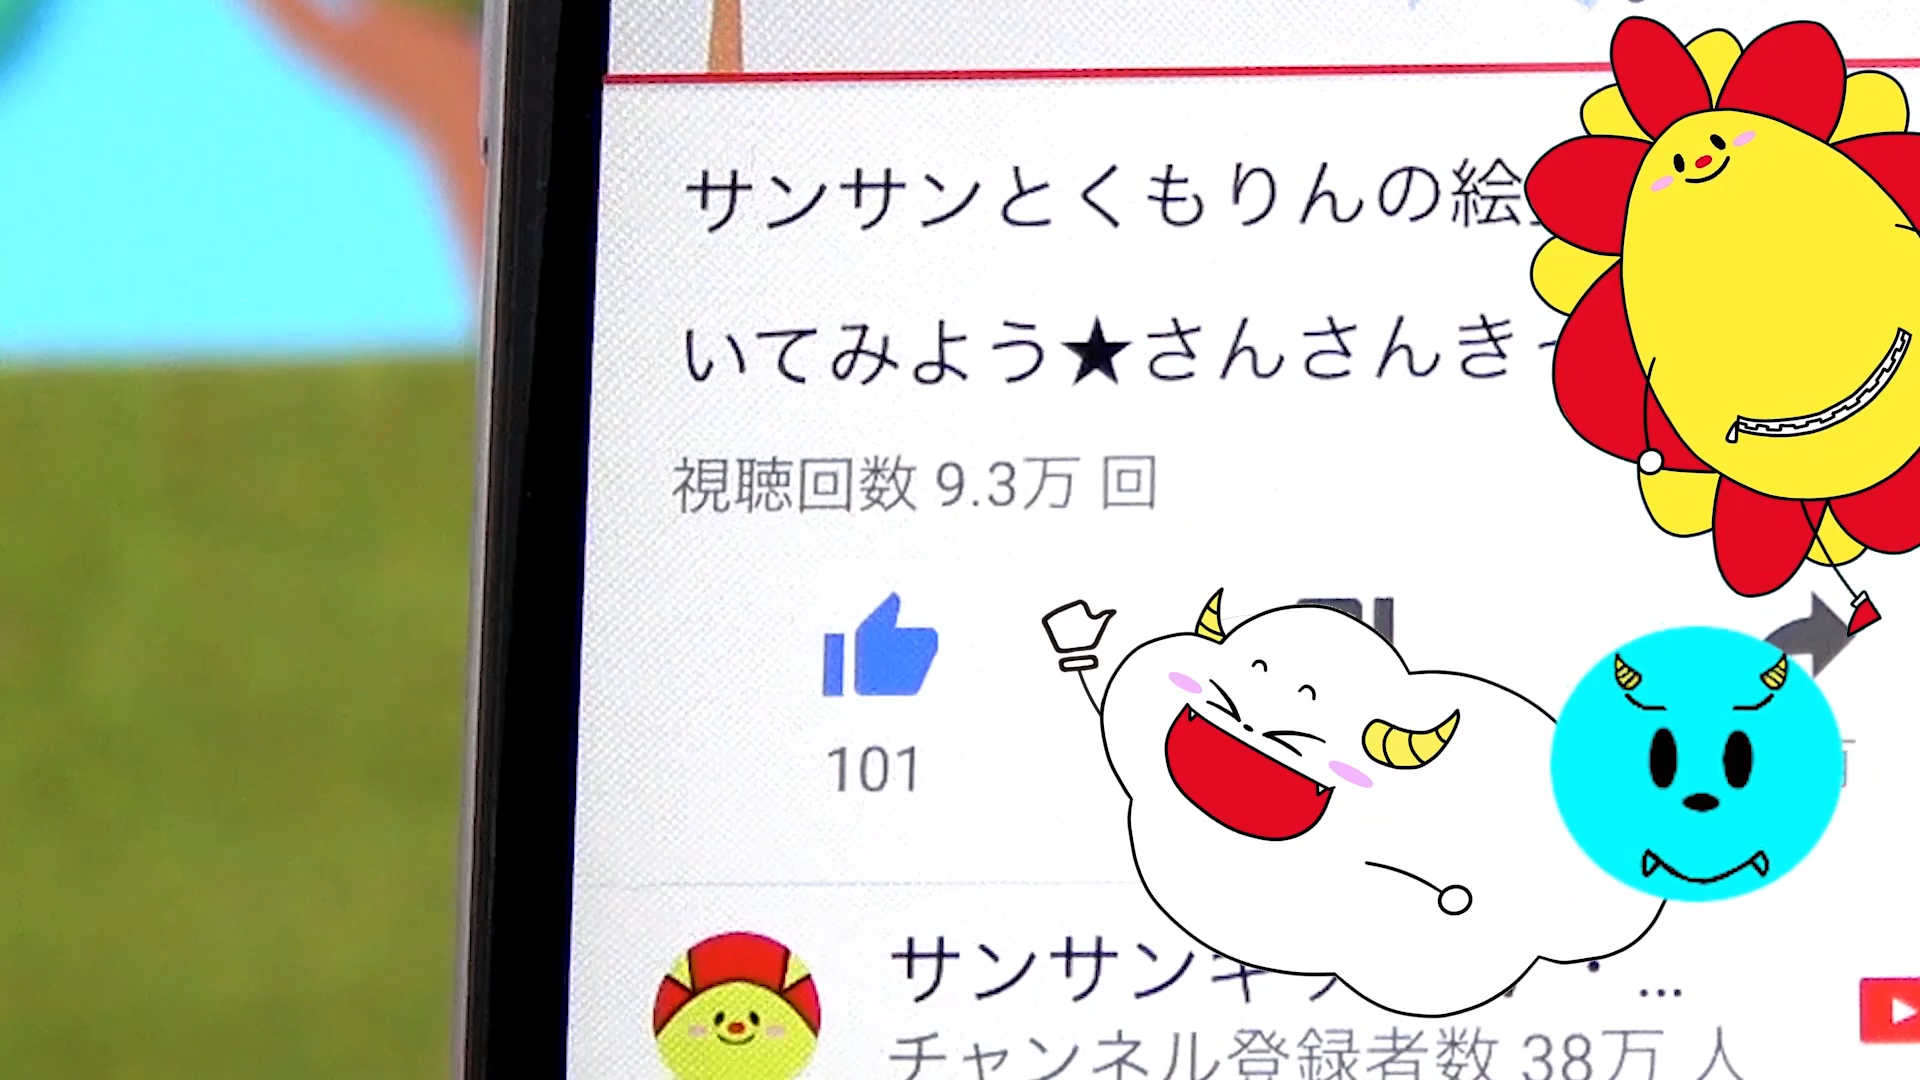 サンサンとくもりんの絵
いてみよう★さんさんき
視聴回数 9.3万 回
101
サンサンキ
チャンネル登録者数 38万 人